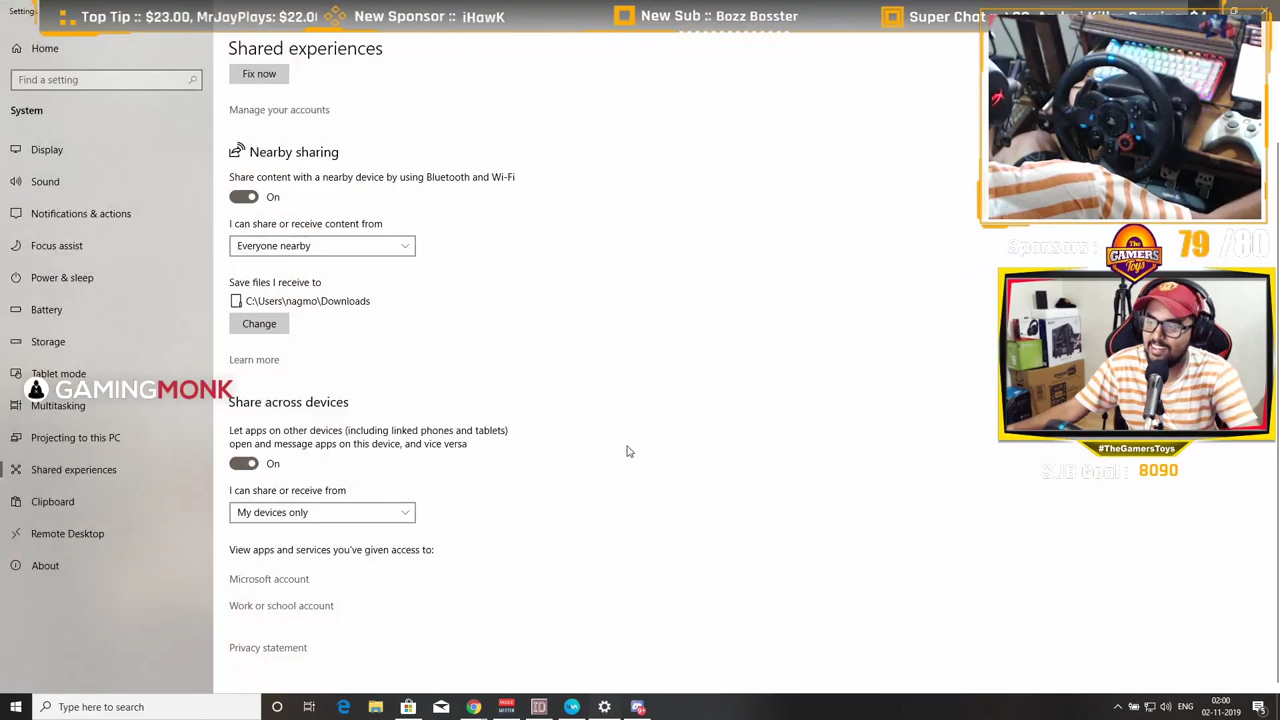 Top Tip :: $23.00, MrJayPlays: $22.0
New Sponsor :: iHawK
New Sub :: Bozz Bosster
Settings
Home
Find a setting
System
Display
Sound
Notifications & actions
Focus assist
Power & sleep
Battery
Storage
Tablet mode
Multitasking
Projecting to this PC
Shared experiences
Clipboard
Remote Desktop
About
GAMINGMONK
Shared experiences
Fix now
Manage your accounts
Nearby sharing
Share content with a nearby device by using Bluetooth and Wi-Fi
On
I can share or receive content from
Everyone nearby
Save files I receive to
C:\Users\nagmo\Downloads
Change
Learn more
Share across devices
Let apps on other devices (including linked phones and tablets)
open and message apps on this device, and vice versa
On
I can share or receive from
My devices only
View apps and services you've given access to:
Microsoft account
Work or school account
Privacy statement
Sponsors : 79 /80
The
GAMERS
Toys
#TheGamersToys
SUB Goal : 8090
Type here to search
ENG
02:00
02-11-2019
5